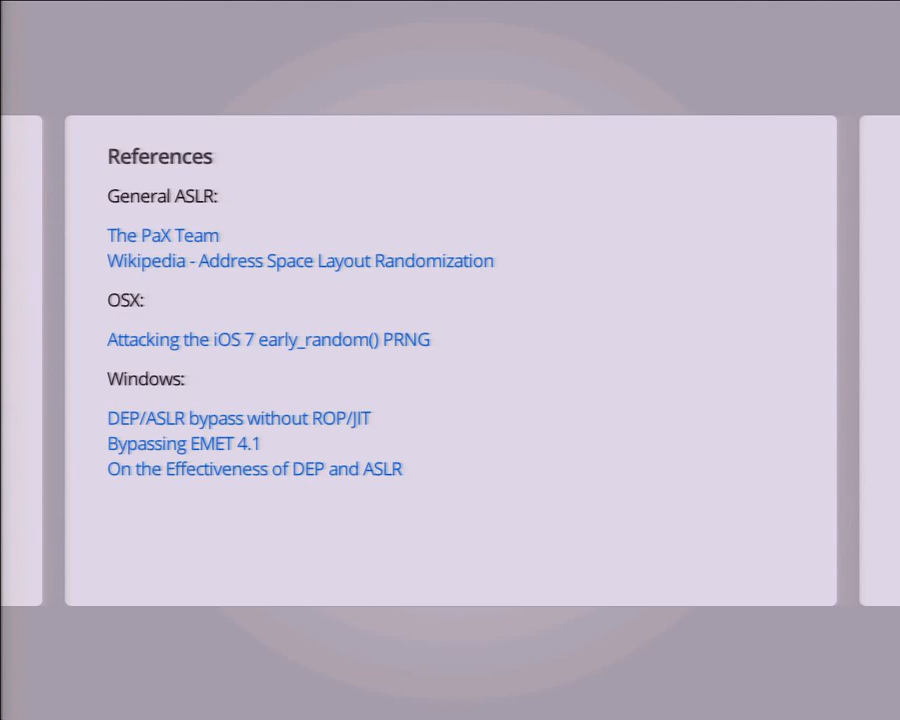 References
General ASLR:
The PaX Team
Wikipedia - Address Space Layout Randomization
OSX:
Attacking the iOS 7 early_random() PRNG
Windows:
DEP/ASLR bypass without ROP/JIT
Bypassing EMET 4.1
On the Effectiveness of DEP and ASLR